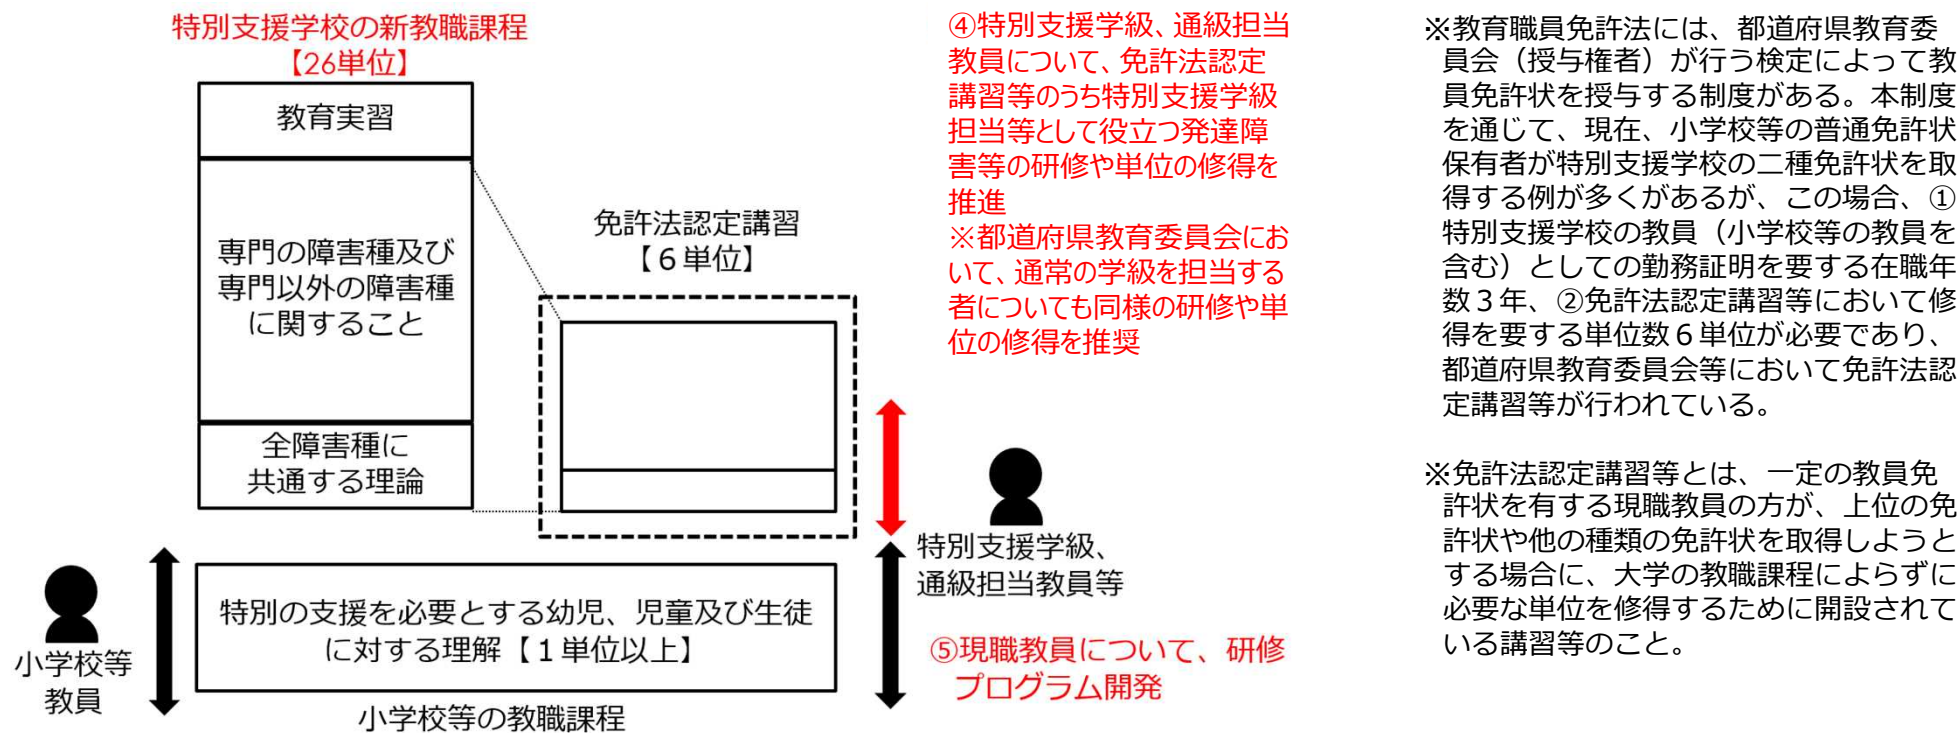 特別支援学校の新教職課程
【26単位】
教育実習
専門の障害種及び
専門以外の障害種
に関すること
全障害種に
共通する理論
免許法認定講習
【６単位】
小学校等
教員
特別の支援を必要とする幼児、児童及び生徒
に対する理解【１単位以上】
小学校等の教職課程
④特別支援学級、通級担当
教員について、免許法認定
講習等のうち特別支援学級
担当等として役立つ発達障
害等の研修や単位の修得を
推進
※都道府県教育委員会にお
いて、通常の学級を担当する
者についても同様の研修や単
位の修得を推奨
特別支援学級、
通級担当教員等
⑤現職教員について、研修
プログラム開発
※教育職員免許法には、都道府県教育委
員会（授与権者）が行う検定によって教
員免許状を授与する制度がある。本制度
を通じて、現在、小学校等の普通免許状
保有者が特別支援学校の二種免許状を取
得する例が多くがあるが、この場合、①
特別支援学校の教員（小学校等の教員を
含む）としての勤務証明を要する在職年
数３年、②免許法認定講習等において修
得を要する単位数６単位が必要であり、
都道府県教育委員会等において免許法認
定講習等が行われている。
※免許法認定講習等とは、一定の教員免
許状を有する現職教員の方が、上位の免
許状や他の種類の免許状を取得しようと
する場合に、大学の教職課程によらずに
必要な単位を修得するために開設されて
いる講習等のこと。